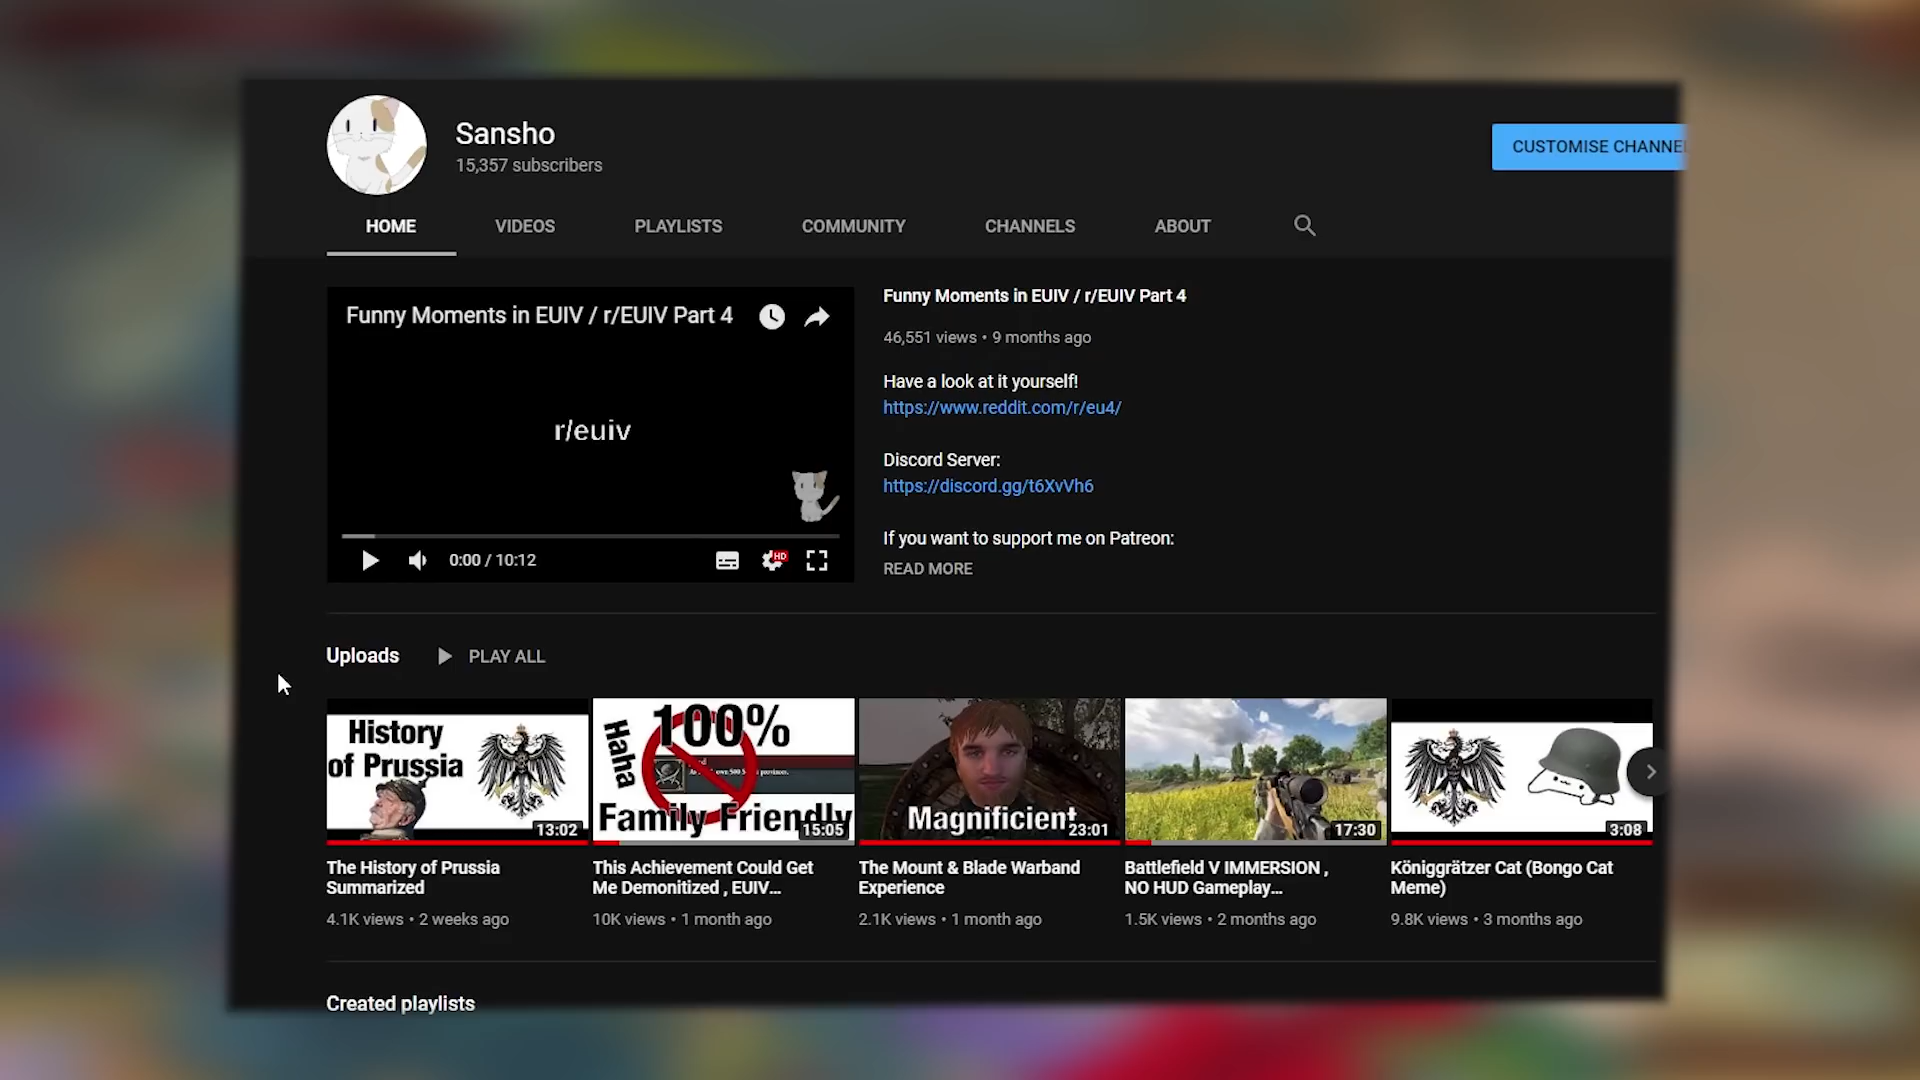 Sansho
15,357 subscribers
CUSTOMISE CHANNEL
HOME
VIDEOS
PLAYLISTS
COMMUNITY
CHANNELS
ABOUT
Funny Moments in EUIV / r/EUIV Part 4
r/euiv
0:00 / 10:12
HD
Funny Moments in EUIV / r/EUIV Part 4
46,551 views • 9 months ago
Have a look at it yourself!
https://www.reddit.com/r/eu4/
Discord Server:
https://discord.gg/t6XvVh6
If you want to support me on Patreon:
READ MORE
Uploads
PLAY ALL
History
of Prussia
13:02
The History of Prussia
Summarized
4.1K views • 2 weeks ago
Haha
100%
Family Friendly
15:05
This Achievement Could Get
Me Demonitized , EUIV...
10K views • 1 month ago
Magnificient
23:01
The Mount & Blade Warband
Experience
2.1K views • 1 month ago
17:30
Battlefield V IMMERSION ,
NO HUD Gameplay...
1.5K views • 2 months ago
3:08
Königgrätzer Cat (Bongo Cat
Meme)
9.8K views • 3 months ago
Created playlists